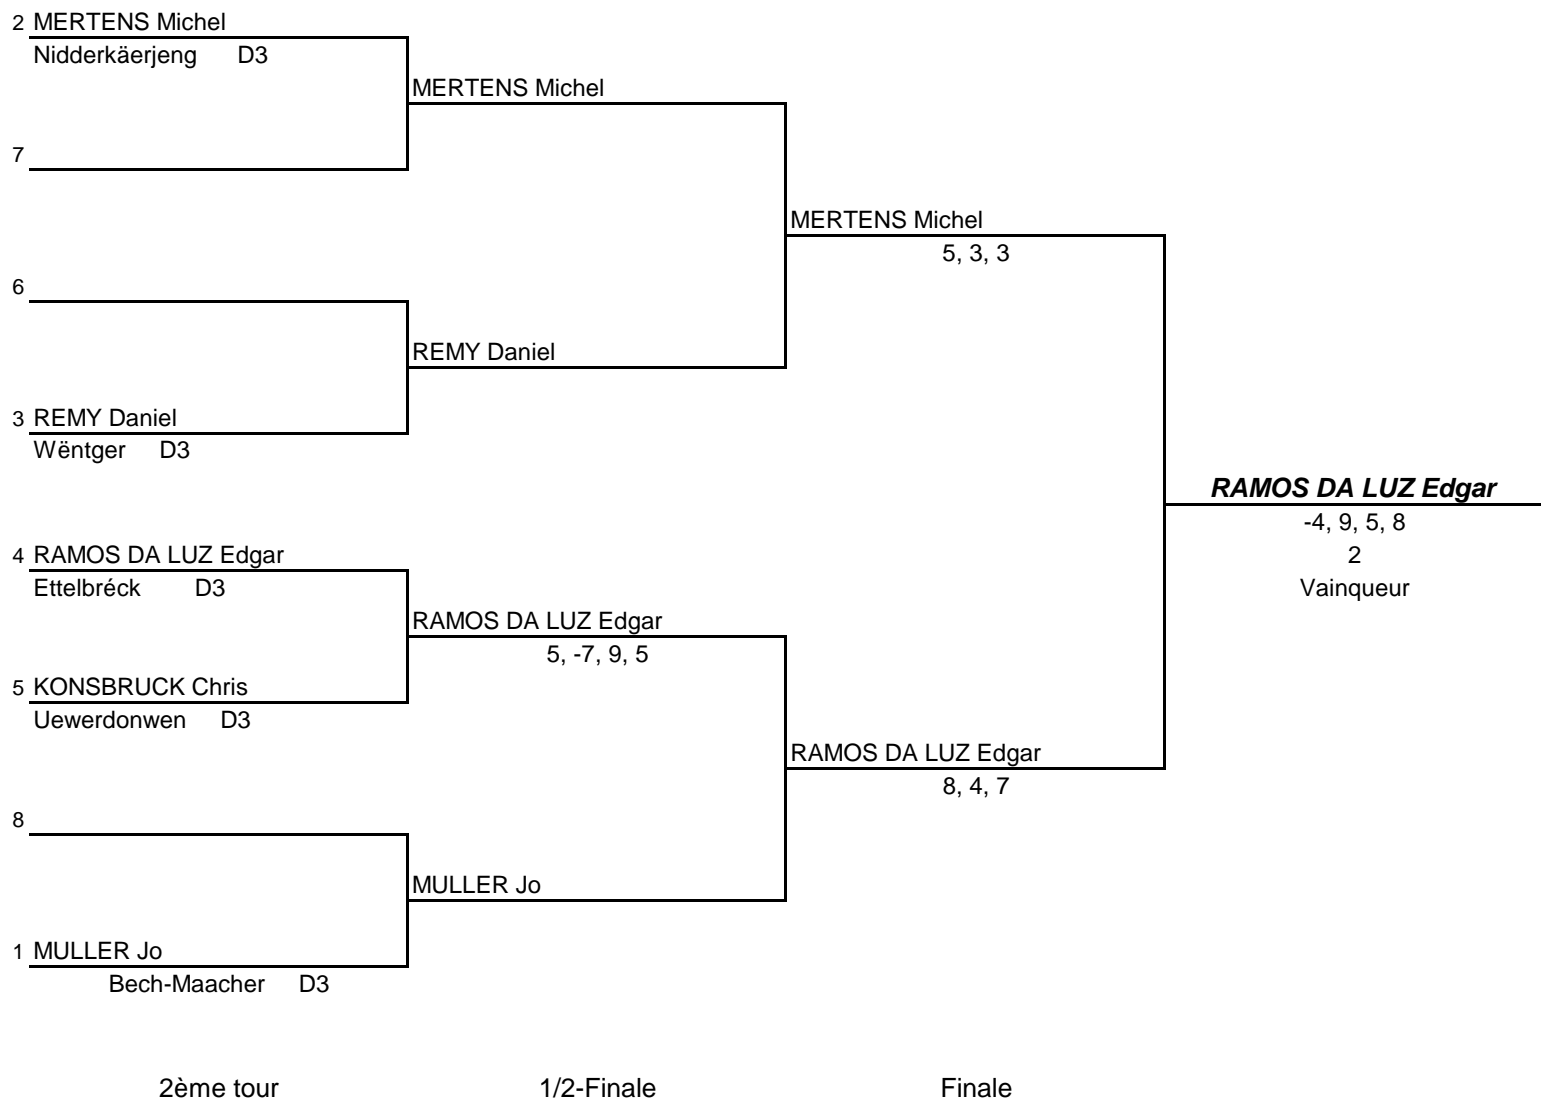 2 MERTENS Michel
Nidderkäerjeng D3
MERTENS Michel
7
MERTENS Michel
5, 3, 3
6
REMY Daniel
3 REMY Daniel
Wëntger D3
RAMOS DA LUZ Edgar
-4, 9, 5, 8
2
Vainqueur
4 RAMOS DA LUZ Edgar
Ettelbréck D3
RAMOS DA LUZ Edgar
5, -7, 9, 5
5 KONSBRUCK Chris
Uewerdonwen D3
RAMOS DA LUZ Edgar
8, 4, 7
8
MULLER Jo
1 MULLER Jo
Bech-Maacher D3
2ème tour 1/2-Finale Finale